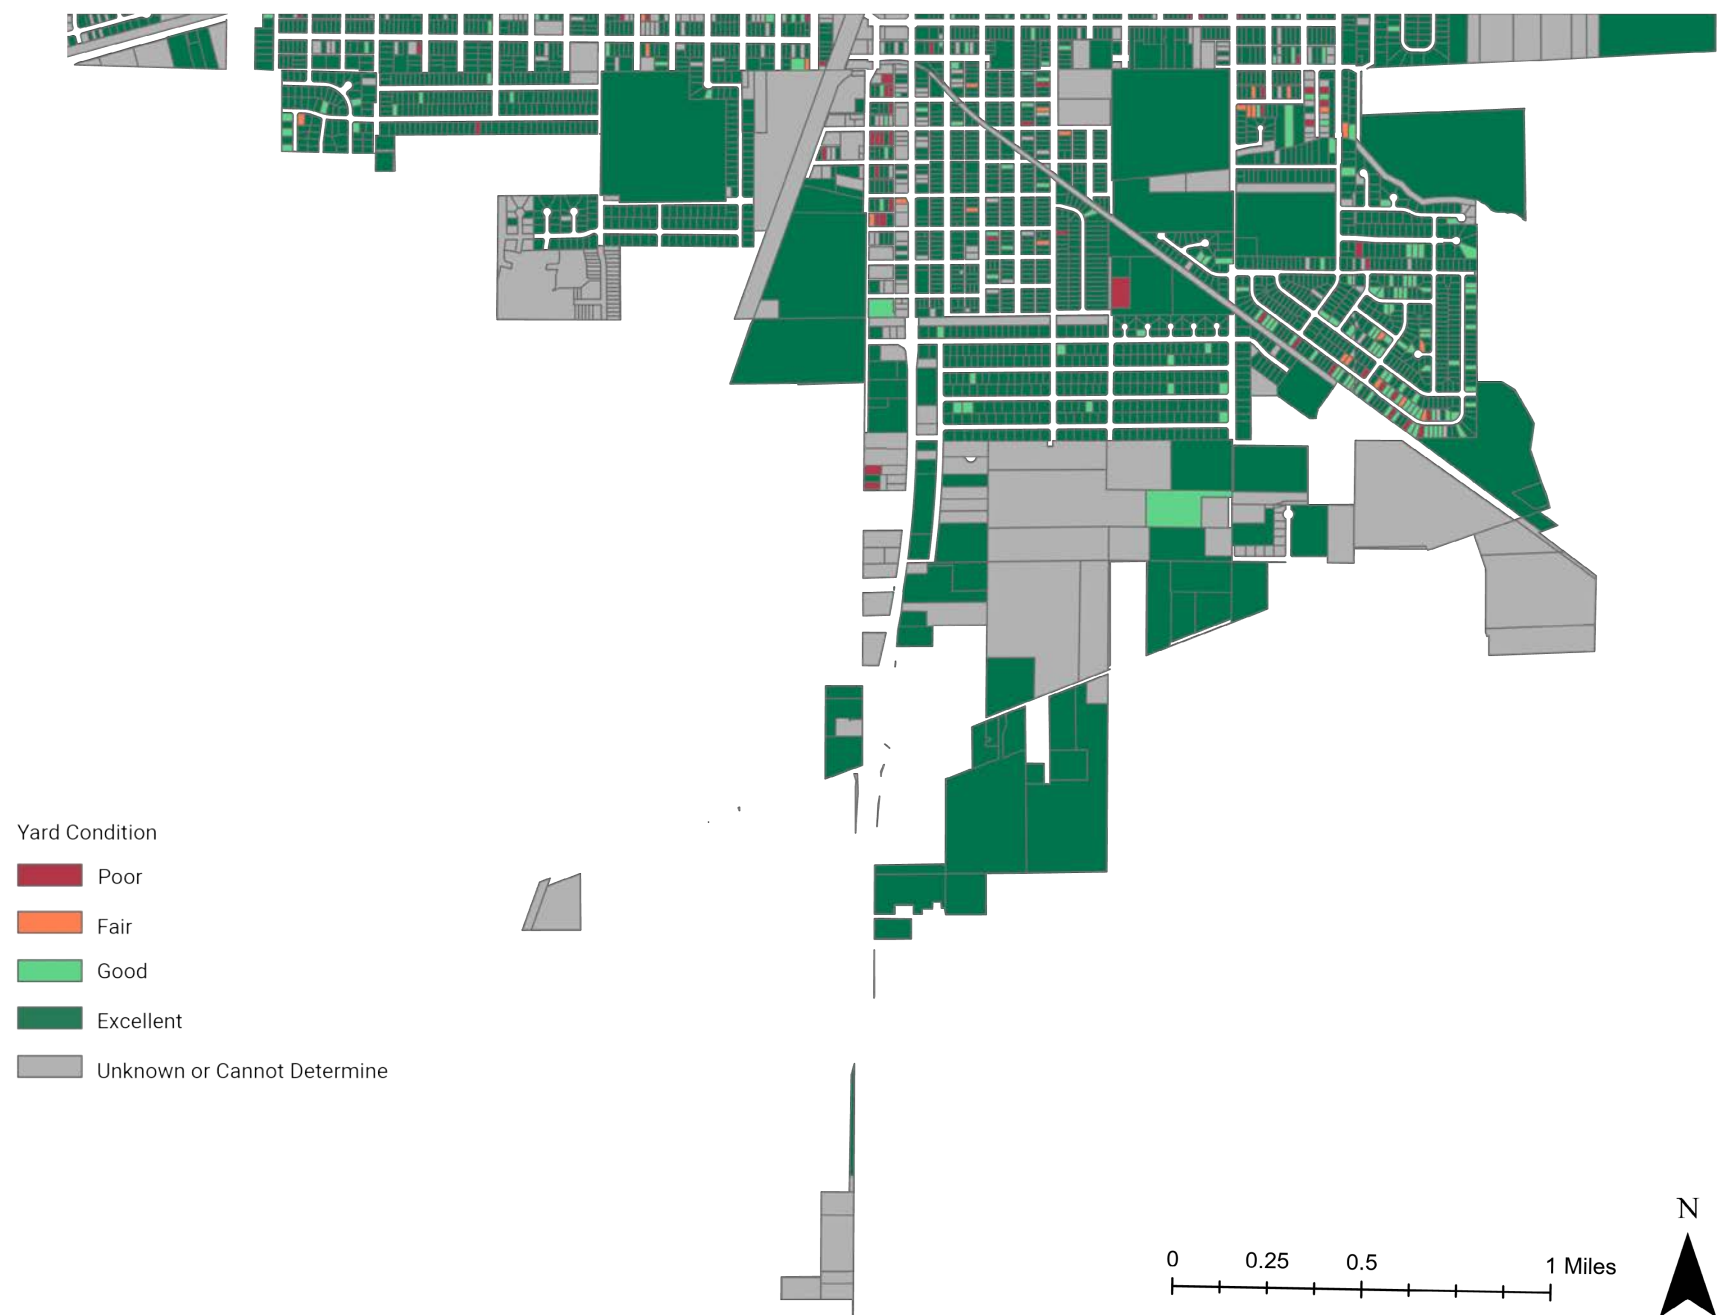 Yard Condition
Poor
Fair
Good
Excellent
Unknown or Cannot Determine
N
0 0.25 0.5 1 Miles